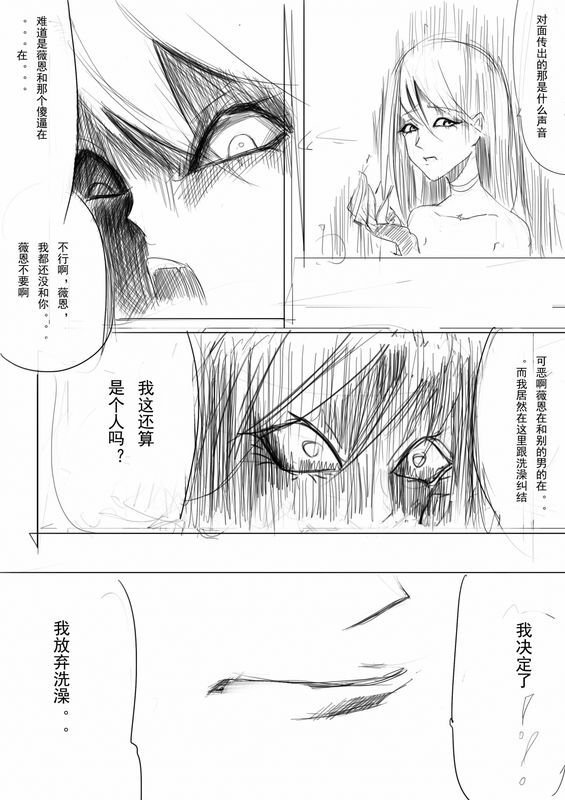 对面传出的那是
什么声音
难道是薇恩和那个傻逼在
。。。在。。。
不行啊，薇恩，
我都还没和你。。。
薇恩不要啊
可恶啊薇恩在和别的男的在。。
。而我居然在这里跟洗澡纠结
我这还算
是个人吗？
我决定了
我放弃洗澡。。